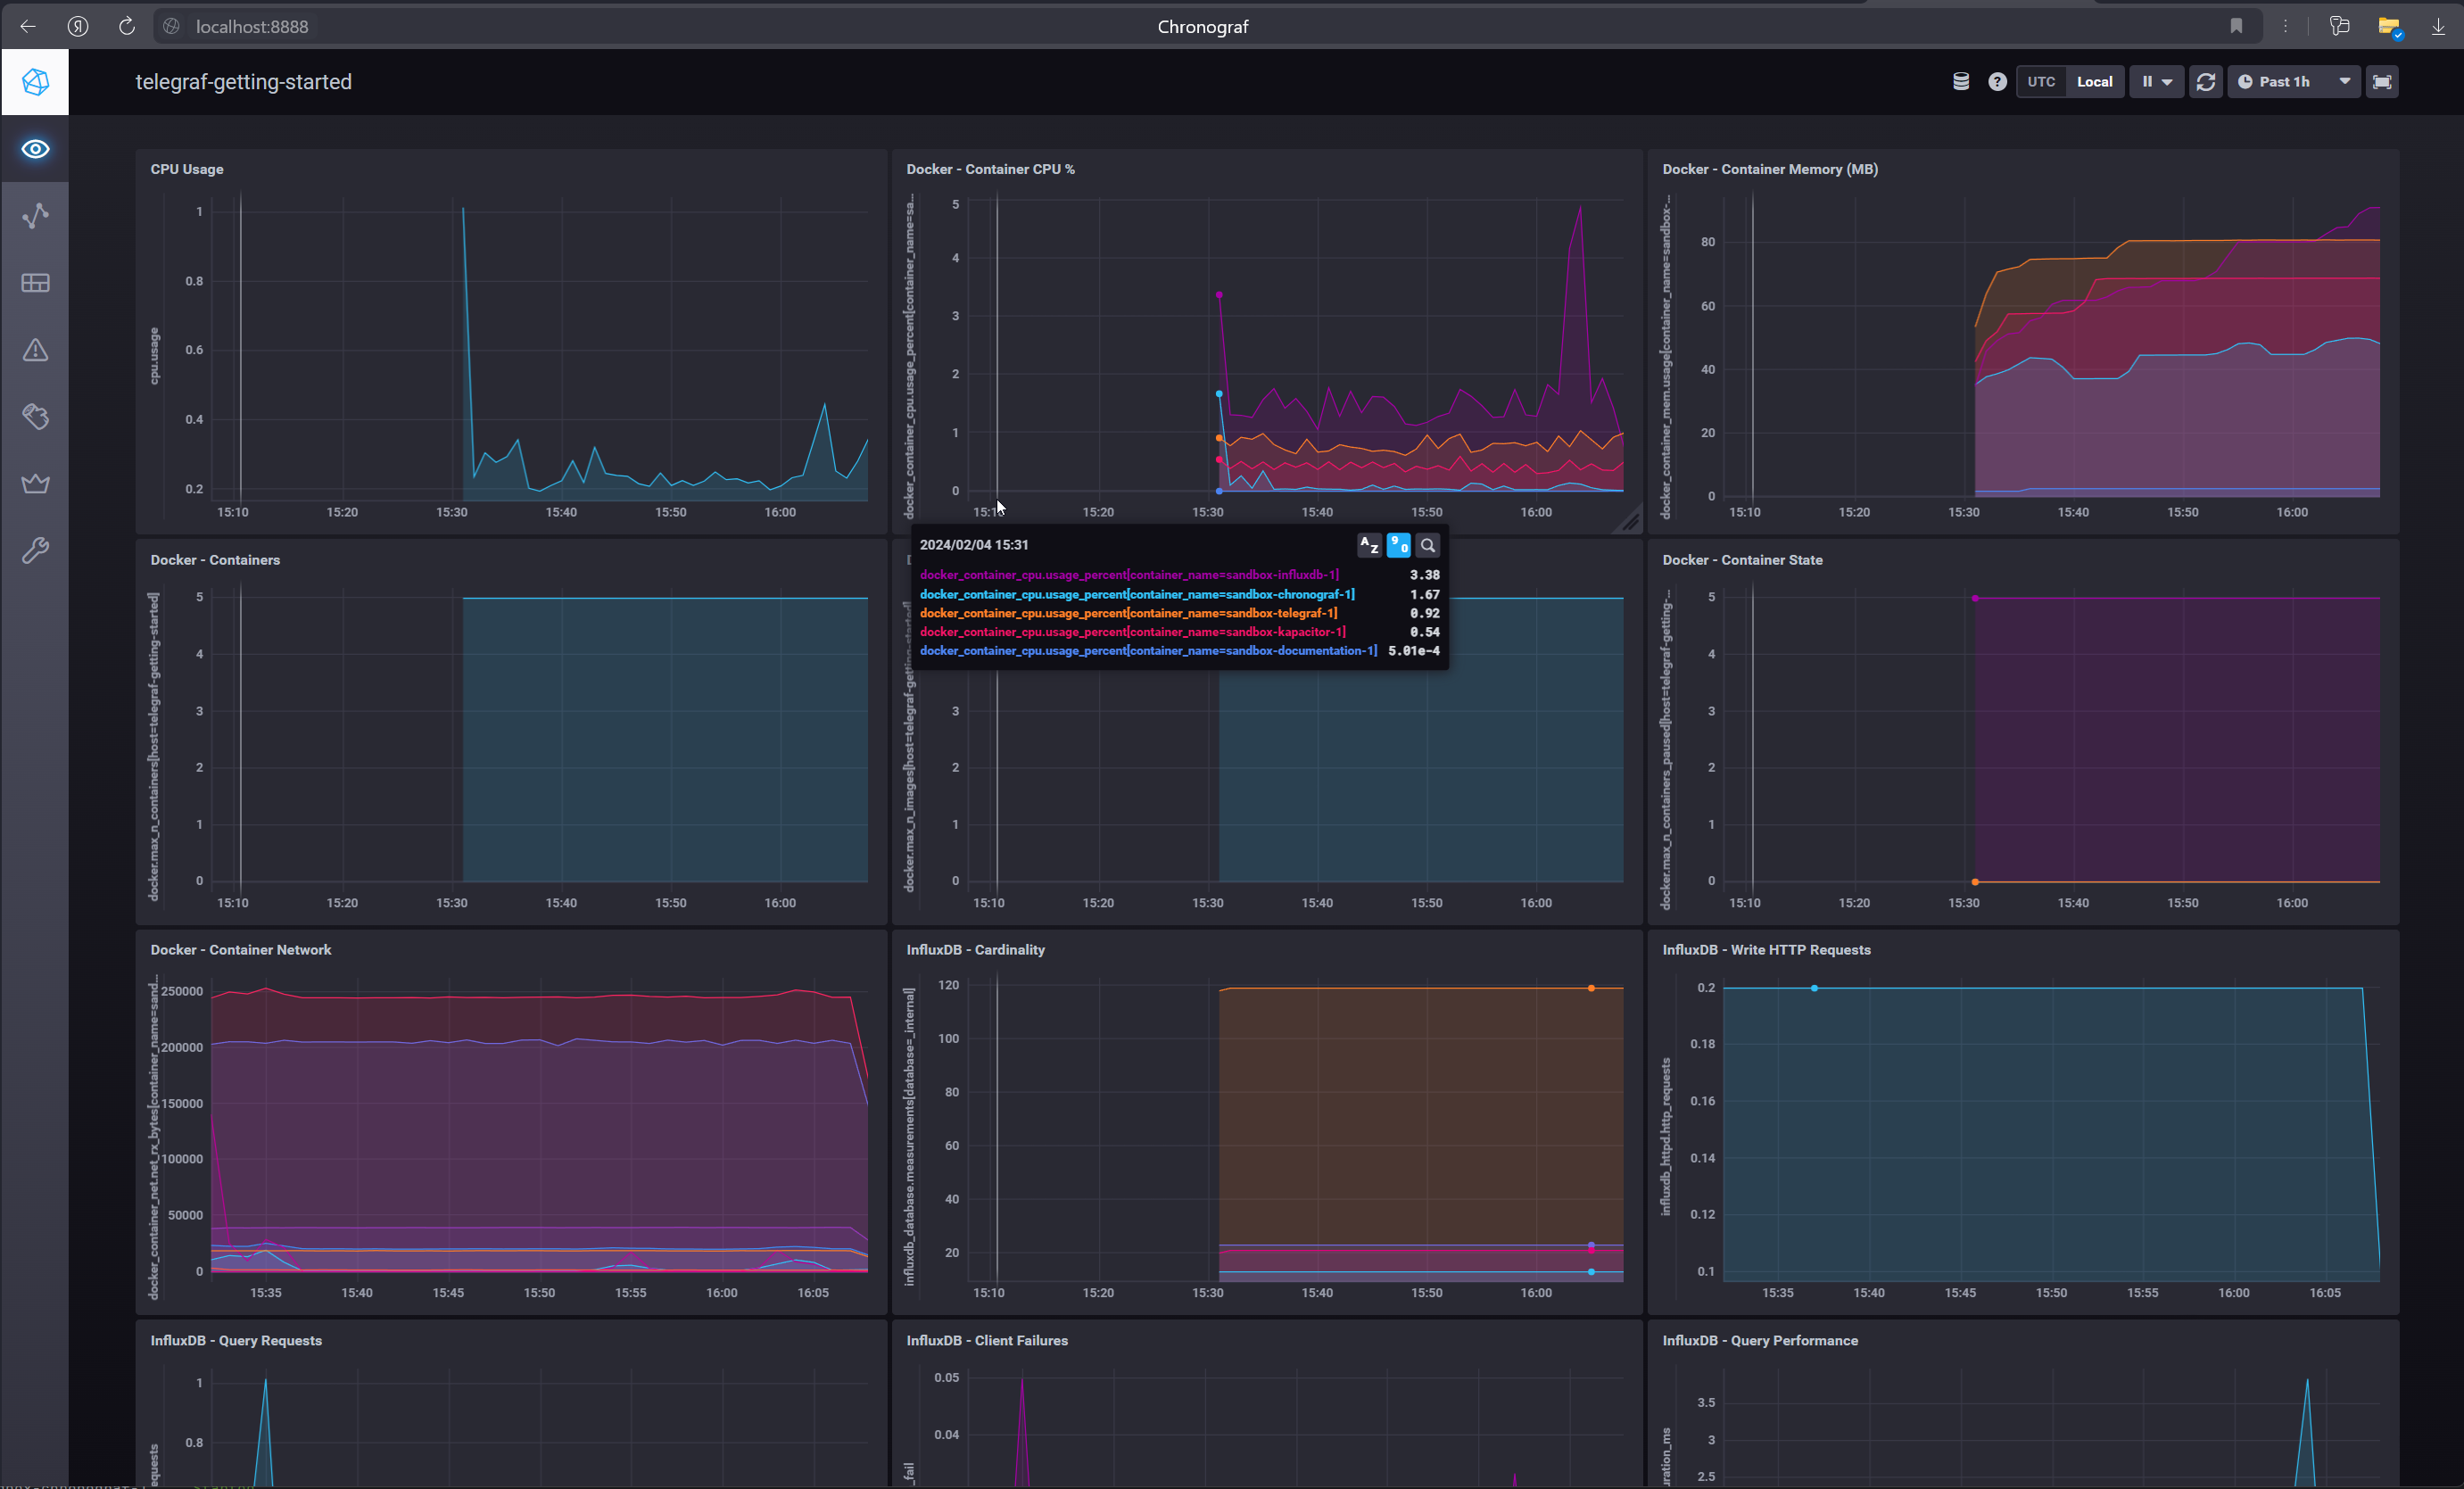 localhost:8888
Chronograf
telegraf-getting-started
UTC Local
Past 1h
CPU Usage
cpu.usage
1
0.8
0.6
0.4
0.2
15:10 15:20 15:30 15:40 15:50 16:00
Docker - Container CPU %
docker_container_cpu.usage_percent[container_name=sa...
5
4
3
2
1
0
15:20 15:30 15:40 15:50 16:00
Docker - Container Memory (MB)
docker_container_mem.usage[container_name=sandbox-...
80
60
40
20
0
15:10 15:20 15:30 15:40 15:50 16:00
2024/02/04 15:31
A Z
9 0
docker_container_cpu.usage_percent[container_name=sandbox-influxdb-1] 3.38
docker_container_cpu.usage_percent[container_name=sandbox-chronograf-1] 1.67
docker_container_cpu.usage_percent[container_name=sandbox-telegraf-1] 0.92
docker_container_cpu.usage_percent[container_name=sandbox-kapacitor-1] 0.54
docker_container_cpu.usage_percent[container_name=sandbox-documentation-1] 5.01e-4
Docker - Containers
docker.max_n_containers[host=telegraf-getting-started]
5
4
3
2
1
0
15:10 15:20 15:30 15:40 15:50 16:00
docker.max_n_images[host=telegraf-getting-started]
3
2
1
0
15:10 15:20 15:30 15:40 15:50 16:00
Docker - Container State
docker.max_n_containers_paused[host=telegraf-getting-...
5
4
3
2
1
0
15:10 15:20 15:30 15:40 15:50 16:00
Docker - Container Network
docker_container_net.net_rx_bytes[container_name=sand...
250000
200000
150000
100000
50000
0
15:35 15:40 15:45 15:50 15:55 16:00 16:05
InfluxDB - Cardinality
influxdb_database.measurements[database=_internal]
120
100
80
60
40
20
15:10 15:20 15:30 15:40 15:50 16:00
InfluxDB - Write HTTP Requests
influxdb_httpd.http_requests
0.2
0.18
0.16
0.14
0.12
0.1
15:35 15:40 15:45 15:50 15:55 16:00 16:05
InfluxDB - Query Requests
equests
1
0.8
InfluxDB - Client Failures
_fail
0.05
0.04
InfluxDB - Query Performance
uration_ms
3.5
3
2.5